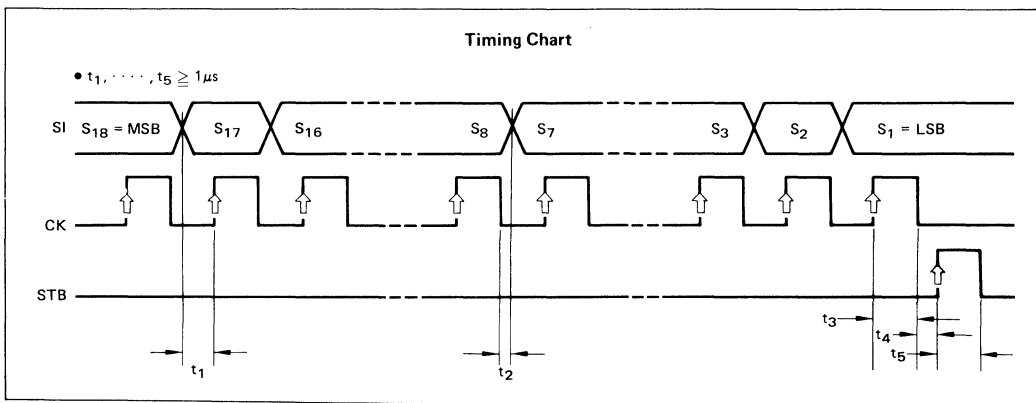 Timing Chart
• t1, · · · · , t5 ≧ 1μs
SI S18 = MSB S17 S16 S8 S7 S3 S2 S1 = LSB
CK
STB
t3
t4
t5
t1 t2